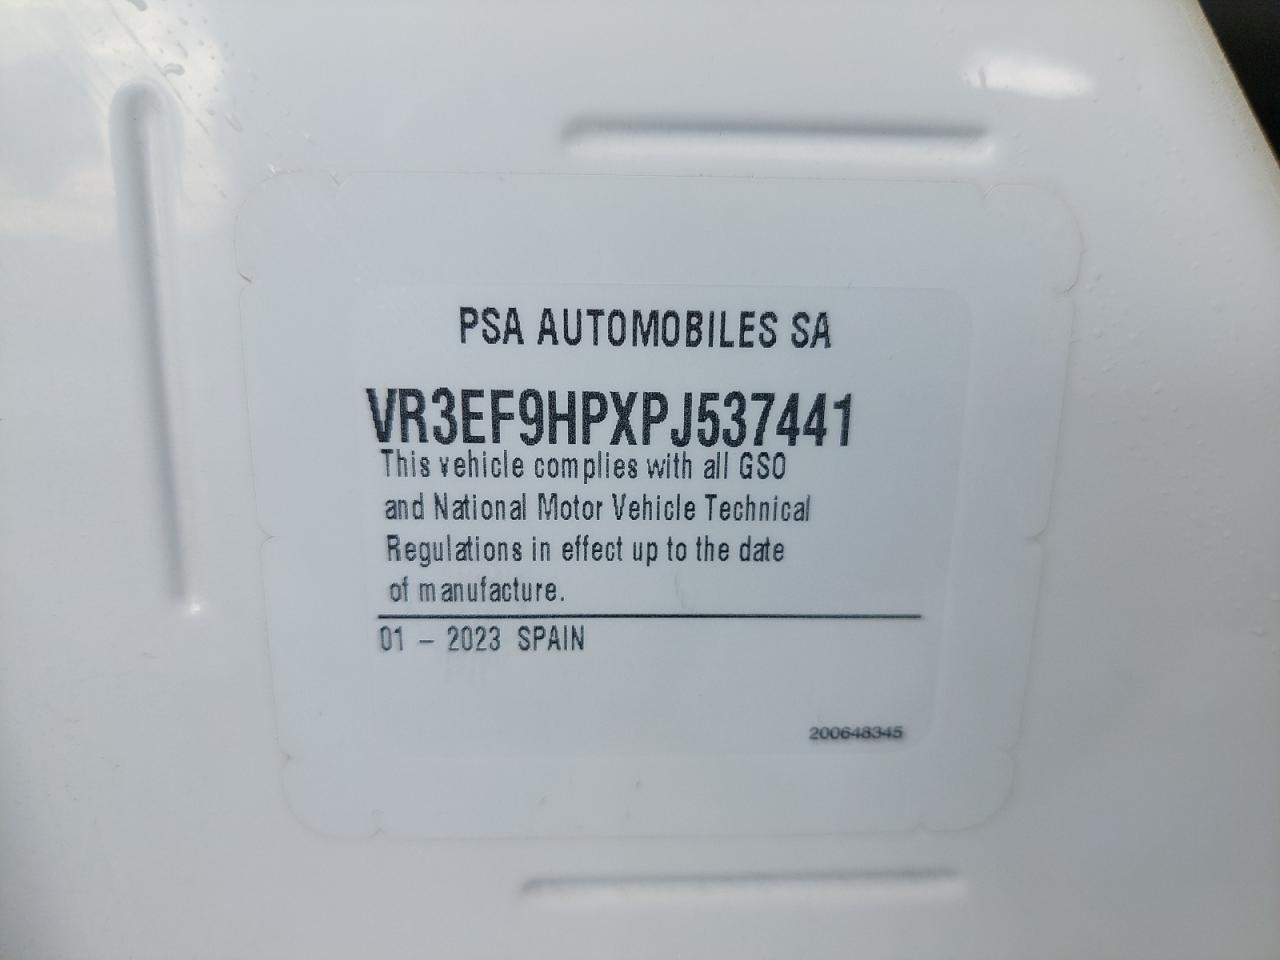 PSA AUTOMOBILES SA
VR3EF9HPXPJ537441
This vehicle complies with all GSO
and National Motor Vehicle Technical
Regulations in effect up to the date
of manufacture.
01 – 2023 SPAIN
200648345